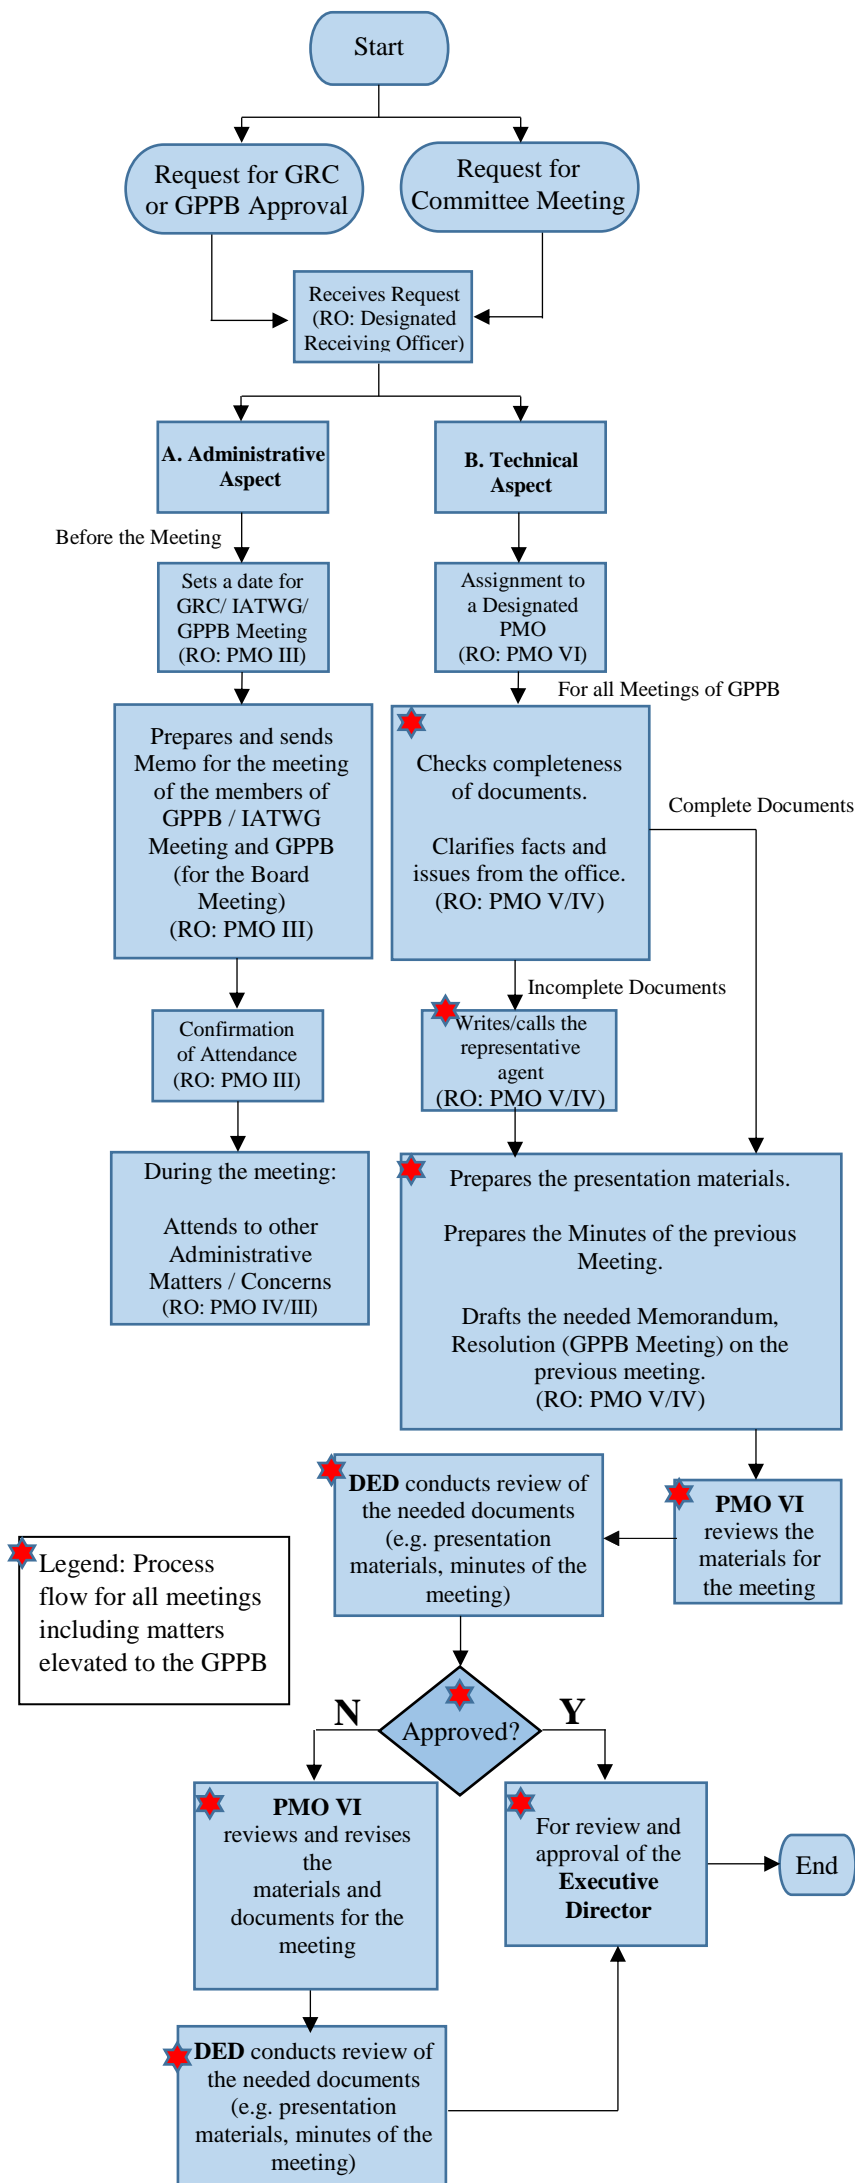 Start
Request for GRC
or GPPB Approval
Request for
Committee Meeting
Receives Request
(RO: Designated
Receiving Officer)
A. Administrative
Aspect
B. Technical
Aspect
Before the Meeting
Sets a date for
GRC/ IATWG/
GPPB Meeting
(RO: PMO III)
Assignment to
a Designated
PMO
(RO: PMO VI)
For all Meetings of GPPB
Prepares and sends
Memo for the meeting
of the members of
GPPB / IATWG
Meeting and GPPB
(for the Board
Meeting)
(RO: PMO III)
Checks completeness
of documents.
Clarifies facts and
issues from the office.
(RO: PMO V/IV)
Complete Documents
Incomplete Documents
Confirmation
of Attendance
(RO: PMO III)
Writes/calls the
representative
agent
(RO: PMO V/IV)
During the meeting:
Attends to other
Administrative
Matters / Concerns
(RO: PMO IV/III)
Prepares the presentation materials.
Prepares the Minutes of the previous
Meeting.
Drafts the needed Memorandum,
Resolution (GPPB Meeting) on the
previous meeting.
(RO: PMO V/IV)
DED conducts review of
the needed documents
(e.g. presentation
materials, minutes of the
meeting)
PMO VI
reviews the
materials for
the meeting
Legend: Process
flow for all meetings
including matters
elevated to the GPPB
N
Approved?
Y
PMO VI
reviews and revises
the
materials and
documents for the
meeting
For review and
approval of the
Executive
Director
End
DED conducts review of
the needed documents
(e.g. presentation
materials, minutes of the
meeting)